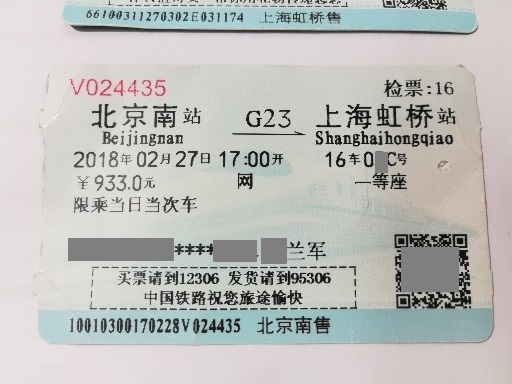 66100311270302E031174 上海虹桥售
V024435 检票:16
北京南站 G23 上海虹桥站
Beijingnan Shanghaihongqiao
2018年02月27日17:00开 16车0 C号
￥933.0元 网 一等座
限乘当日当次车
**** 兰军
买票请到12306 发货请到95306
中国铁路祝您旅途愉快
10010300170228V024435 北京南售